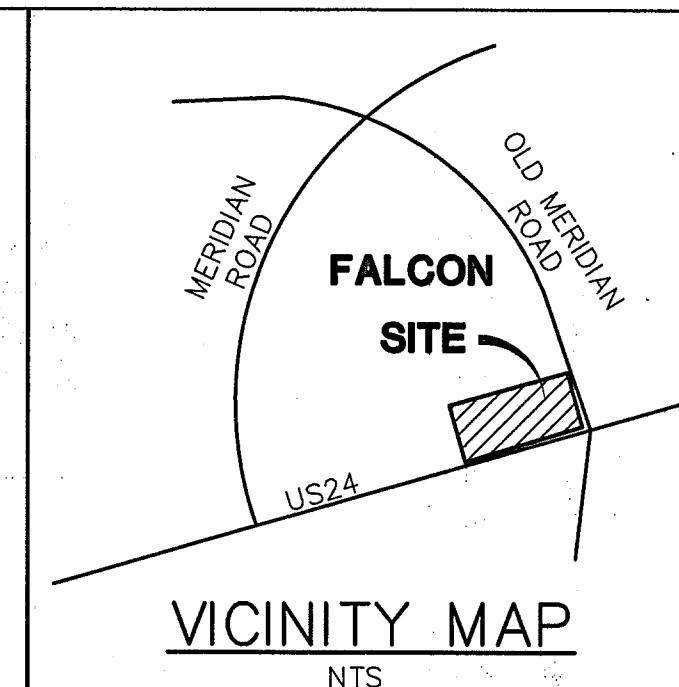 MERIDIAN
ROAD
OLD MERIDIAN
ROAD
FALCON
SITE
US24
VICINITY MAP
NTS